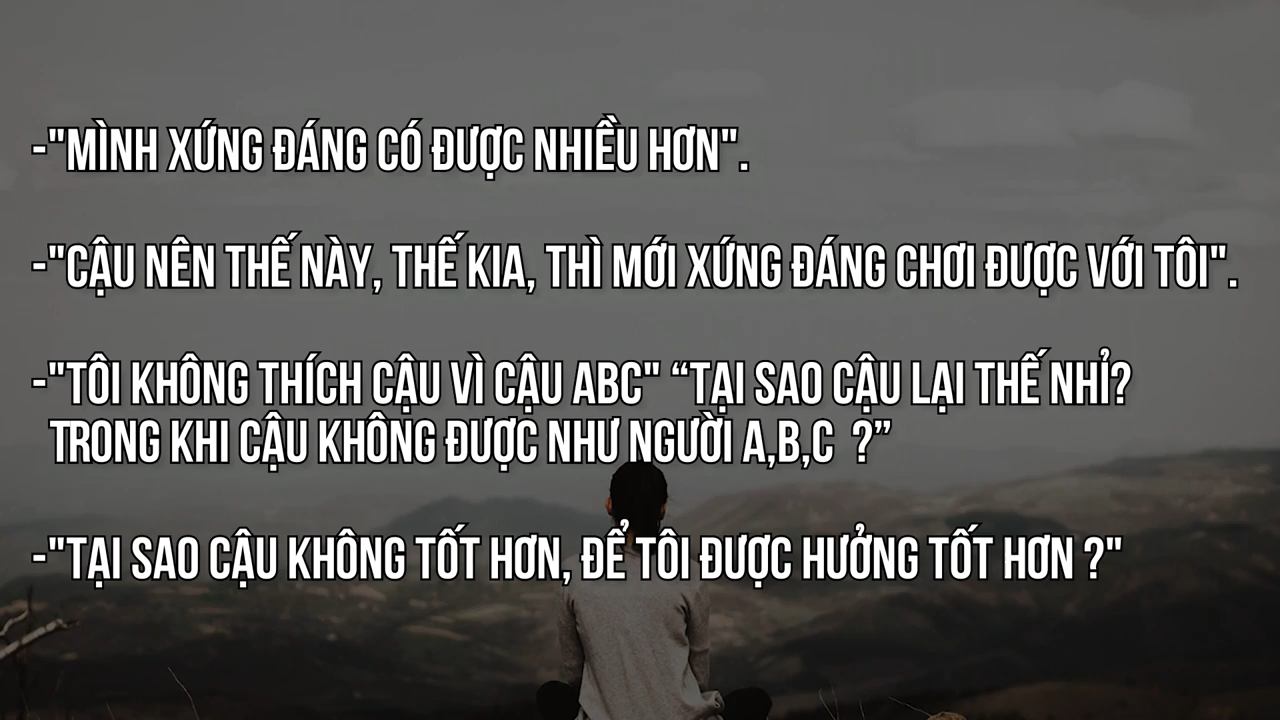 -"MÌNH XỨNG ĐÁNG CÓ ĐƯỢC NHIỀU HƠN".
-"CẬU NÊN THẾ NÀY, THẾ KIA, THÌ MỚI XỨNG ĐÁNG CHƠI ĐƯỢC VỚI TÔI".
-"TÔI KHÔNG THÍCH CẬU VÌ CẬU ABC" “TẠI SAO CẬU LẠI THẾ NHỈ?
TRONG KHI CẬU KHÔNG ĐƯỢC NHƯ NGƯỜI A,B,C ?”
-"TẠI SAO CẬU KHÔNG TỐT HƠN, ĐỂ TÔI ĐƯỢC HƯỞNG TỐT HƠN ?"